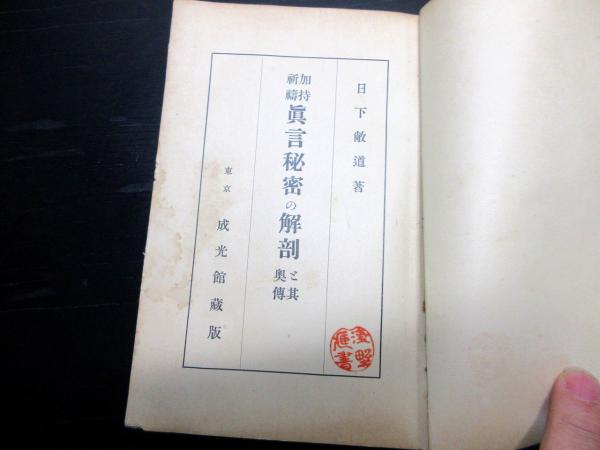 日下敞道著
加持
祈禱
眞言秘密の解剖と其
奥傳
東京 成光館藏版